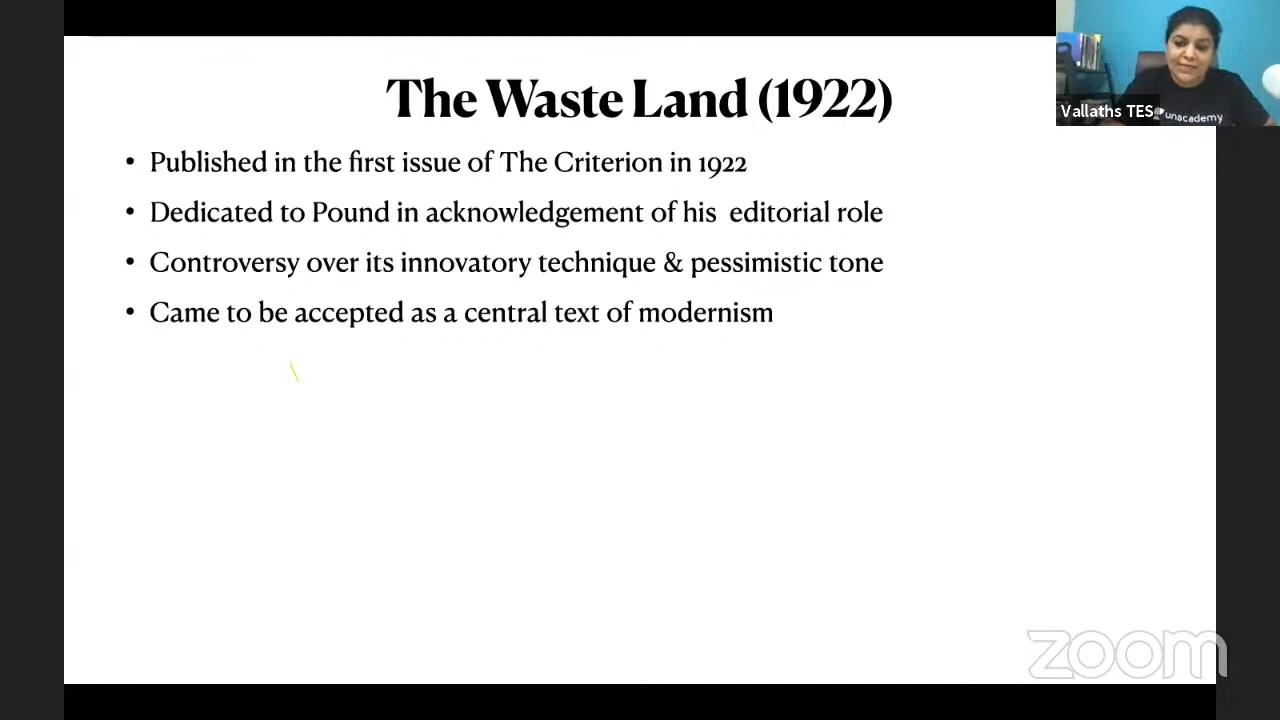 The Waste Land (1922)
• Published in the first issue of The Criterion in 1922
• Dedicated to Pound in acknowledgement of his editorial role
• Controversy over its innovatory technique & pessimistic tone
• Came to be accepted as a central text of modernism
Vallaths TES
unacademy
zoom